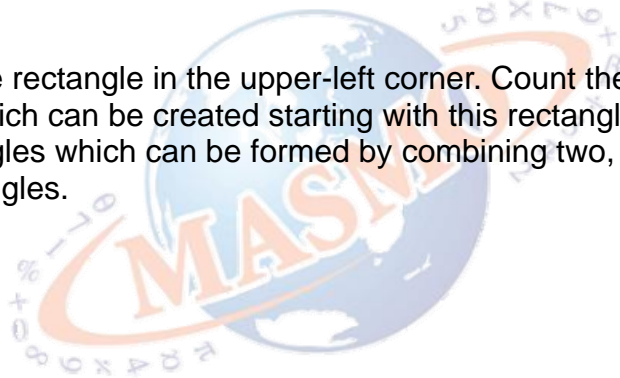 e rectangle in the upper-left corner. Count the
ich can be created starting with this rectangl
gles which can be formed by combining two,
gles.
MASMO